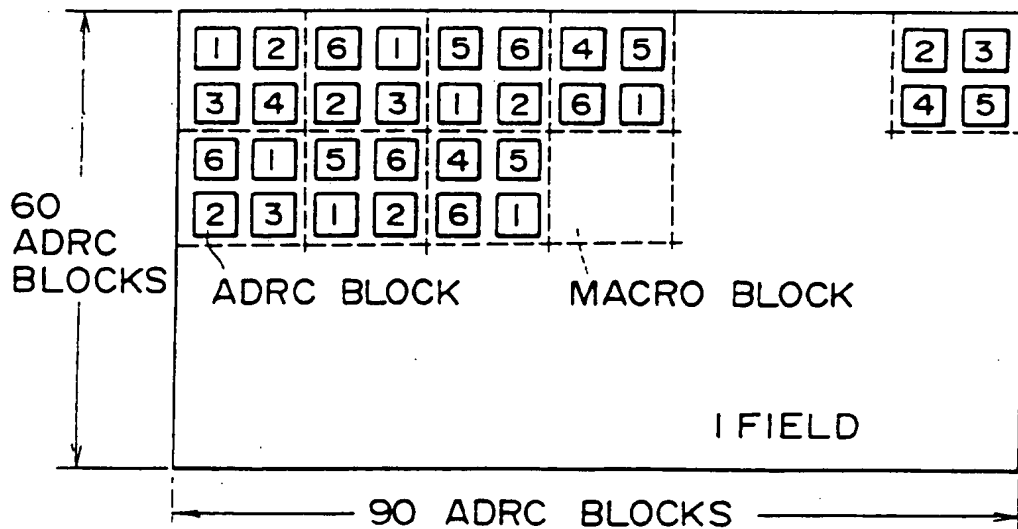 1 2 6 1 5 6 4 5 2 3
3 4 2 3 1 2 6 1 4 5
6 1 5 6 4 5
2 3 1 2 6 1
60
ADRC
BLOCKS
ADRC BLOCK
MACRO BLOCK
1 FIELD
90 ADRC BLOCKS